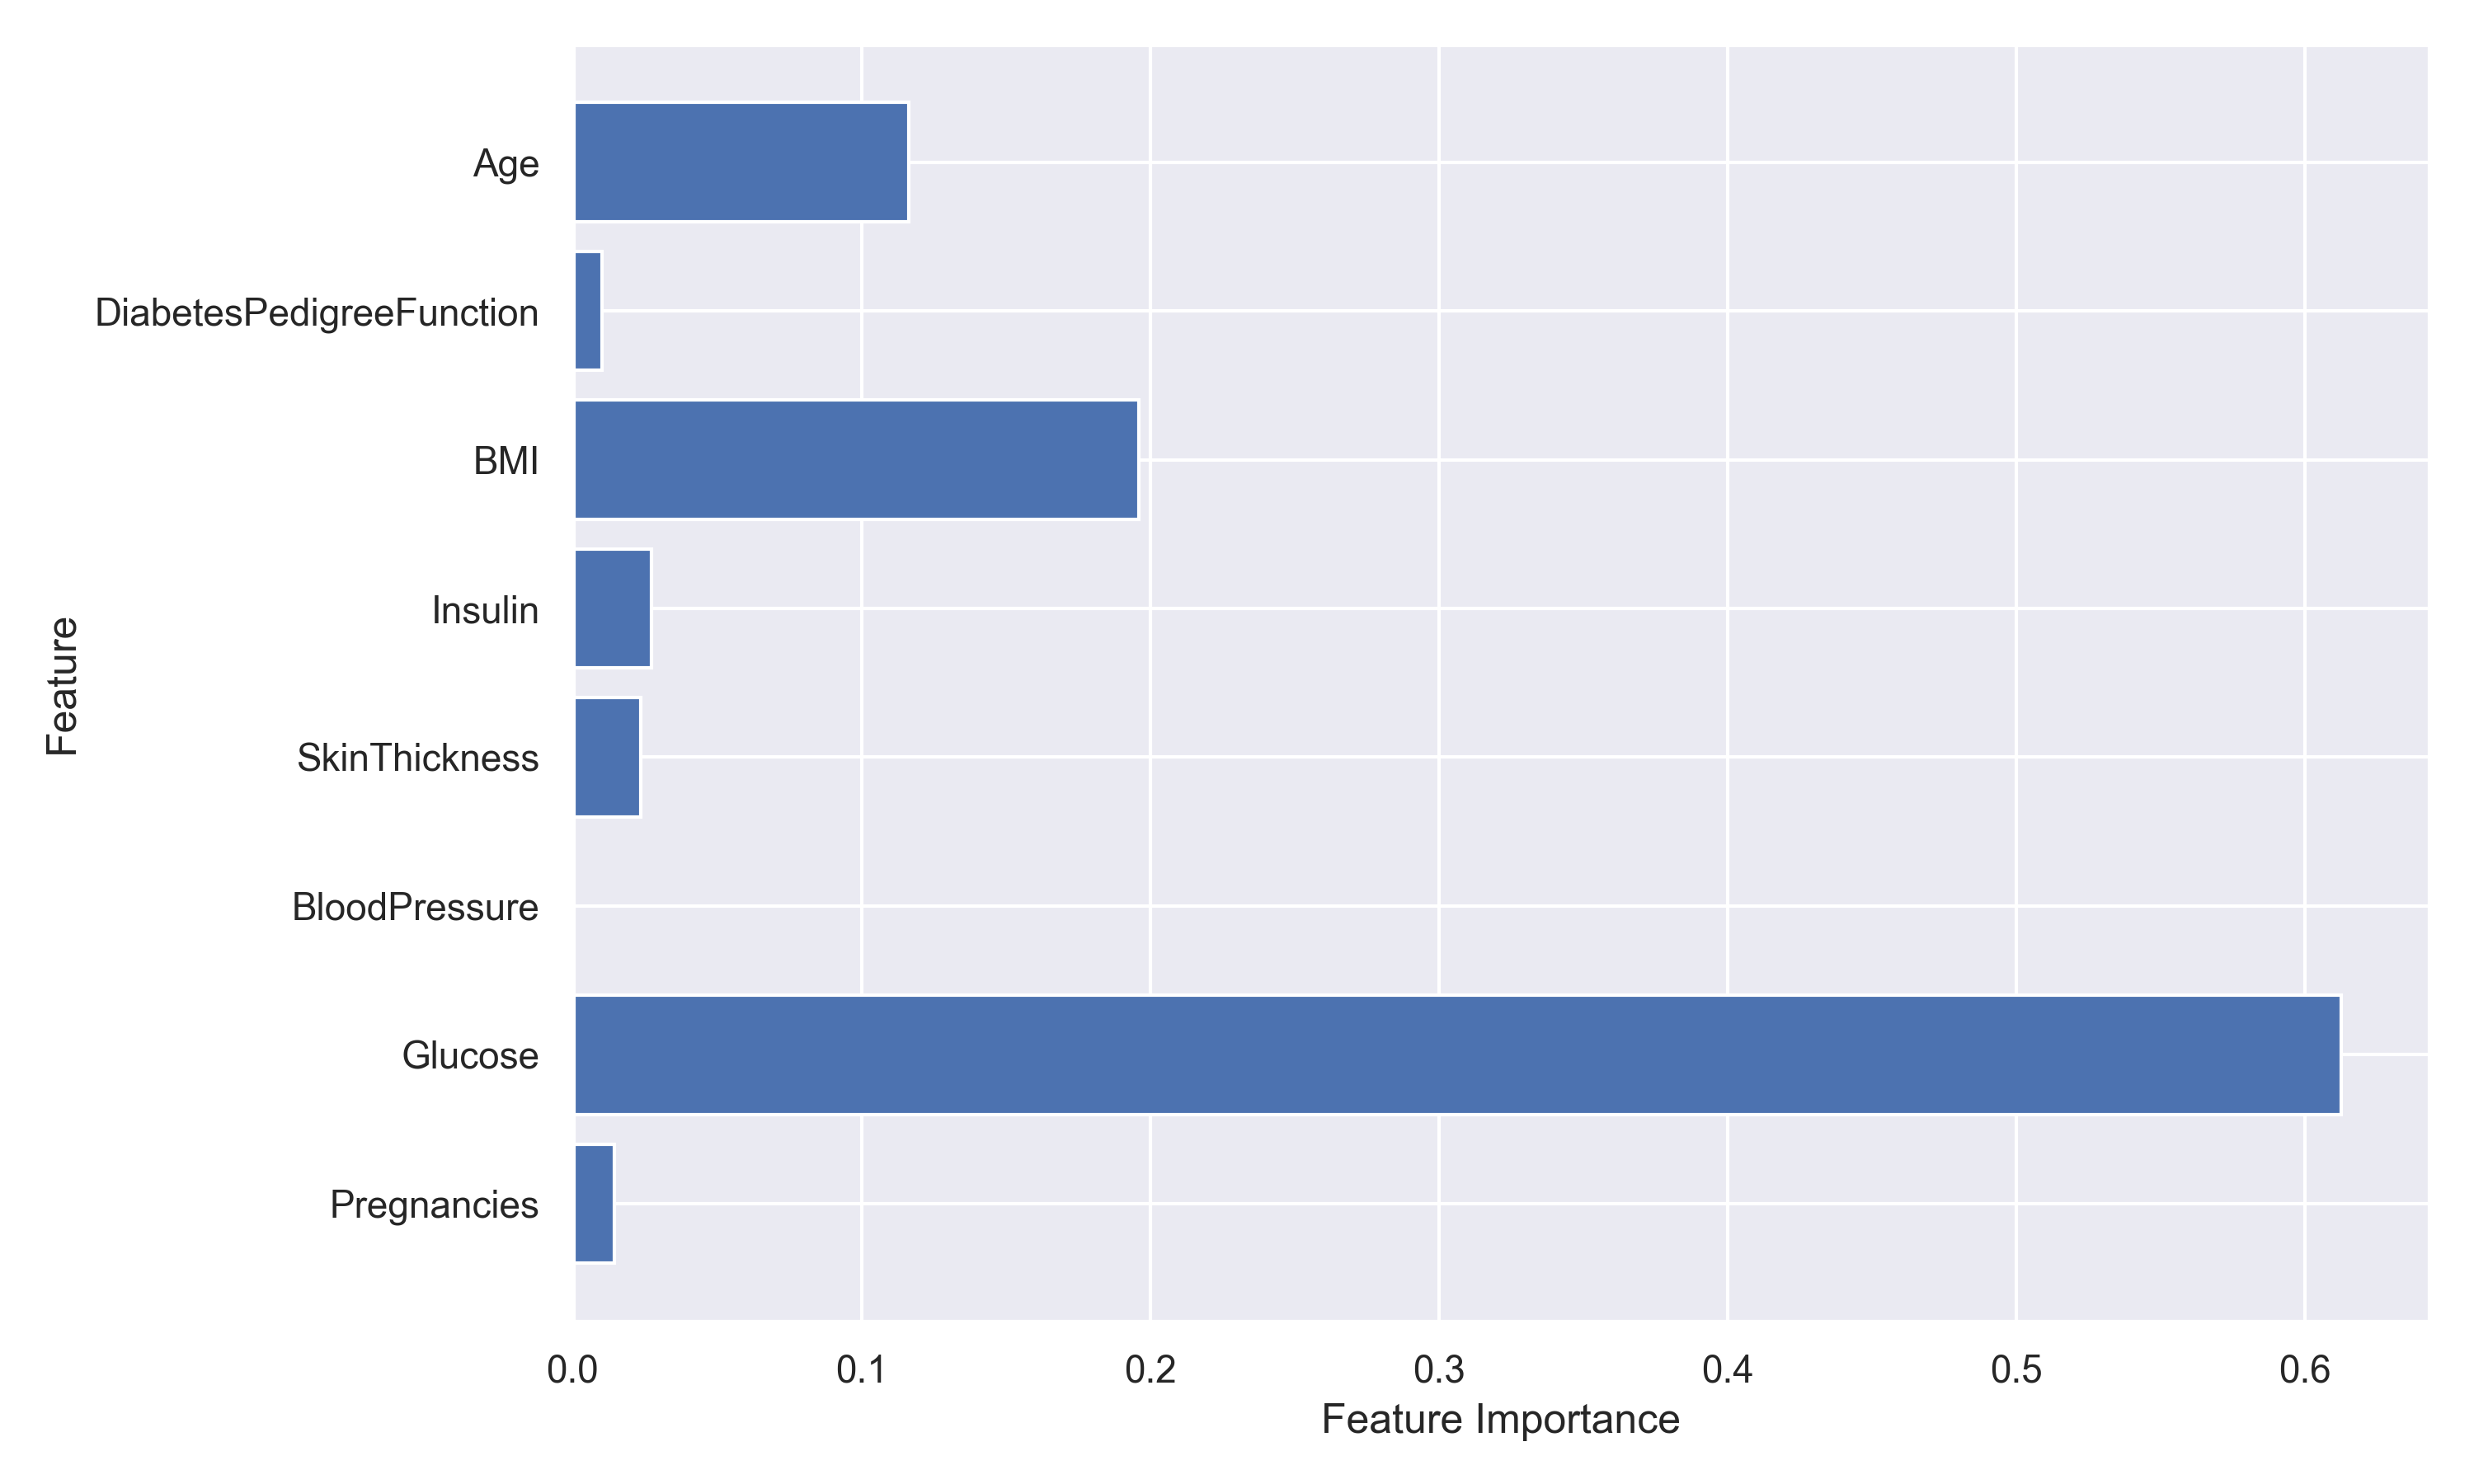 Feature
Age
DiabetesPedigreeFunction
BMI
Insulin
SkinThickness
BloodPressure
Glucose
Pregnancies
0.0 0.1 0.2 0.3 0.4 0.5 0.6
Feature Importance